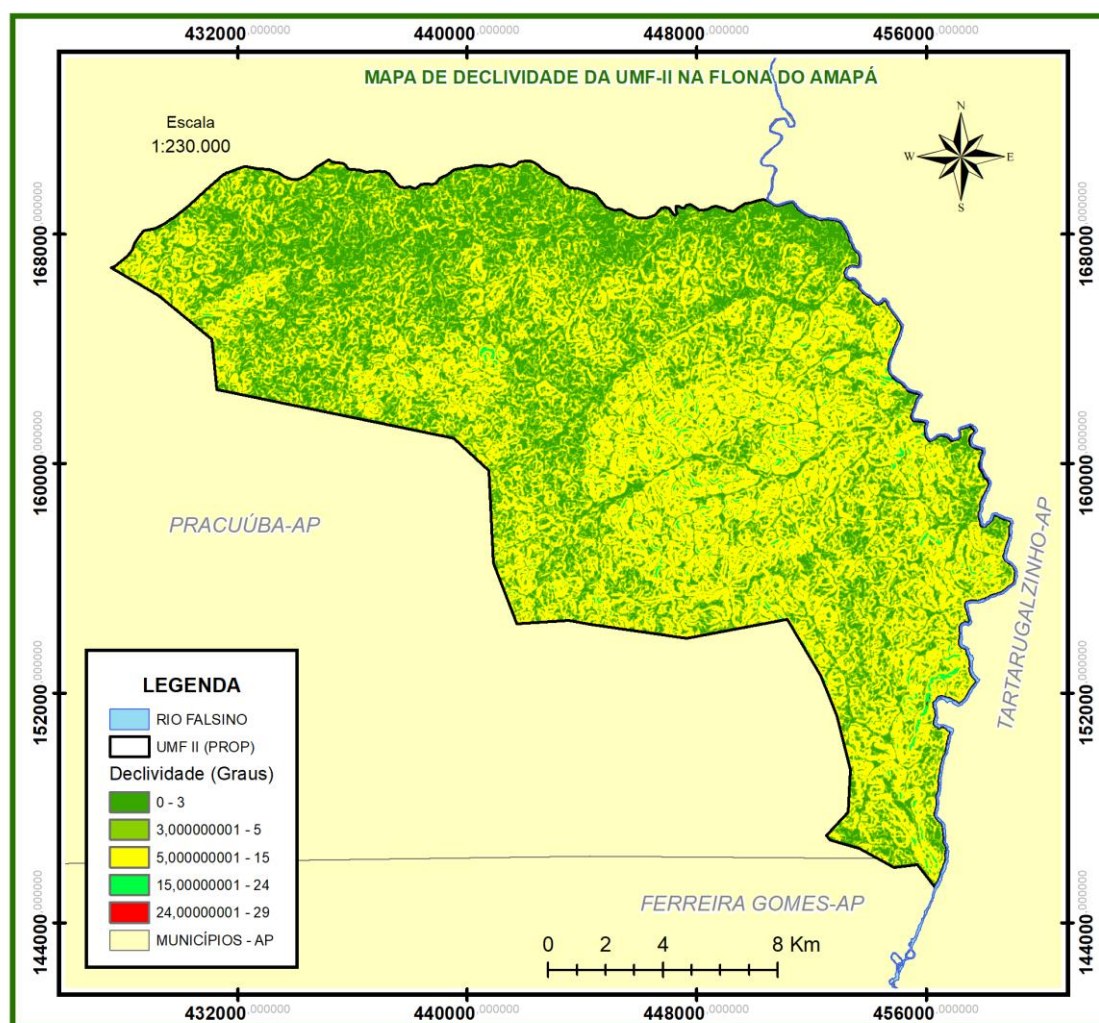 432000,000000 440000,000000 448000,000000 456000,000000
MAPA DE DECLIVIDADE DA UMF-II NA FLONA DO AMAPÁ
Escala
1:230.000
N
W E
S
168000,000000 168000,000000
160000,000000 160000,000000
PRACUÚBA-AP
TARTARUGALZINHO-AP
152000,000000 152000,000000
LEGENDA
RIO FALSINO
UMF II (PROP)
Declividade (Graus)
0 - 3
3,000000001 - 5
5,000000001 - 15
15,00000001 - 24
24,00000001 - 29
MUNICÍPIOS - AP
FERREIRA GOMES-AP
144000,000000 144000,000000
0 2 4 8 Km
432000,000000 440000,000000 448000,000000 456000,000000